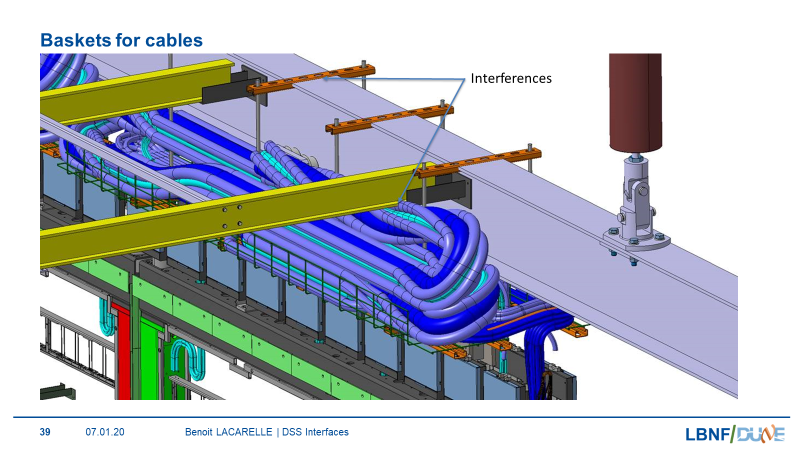 Baskets for cables
Interferences
39 07.01.20 Benoit LACARELLE | DSS Interfaces
LBNF/DUNE